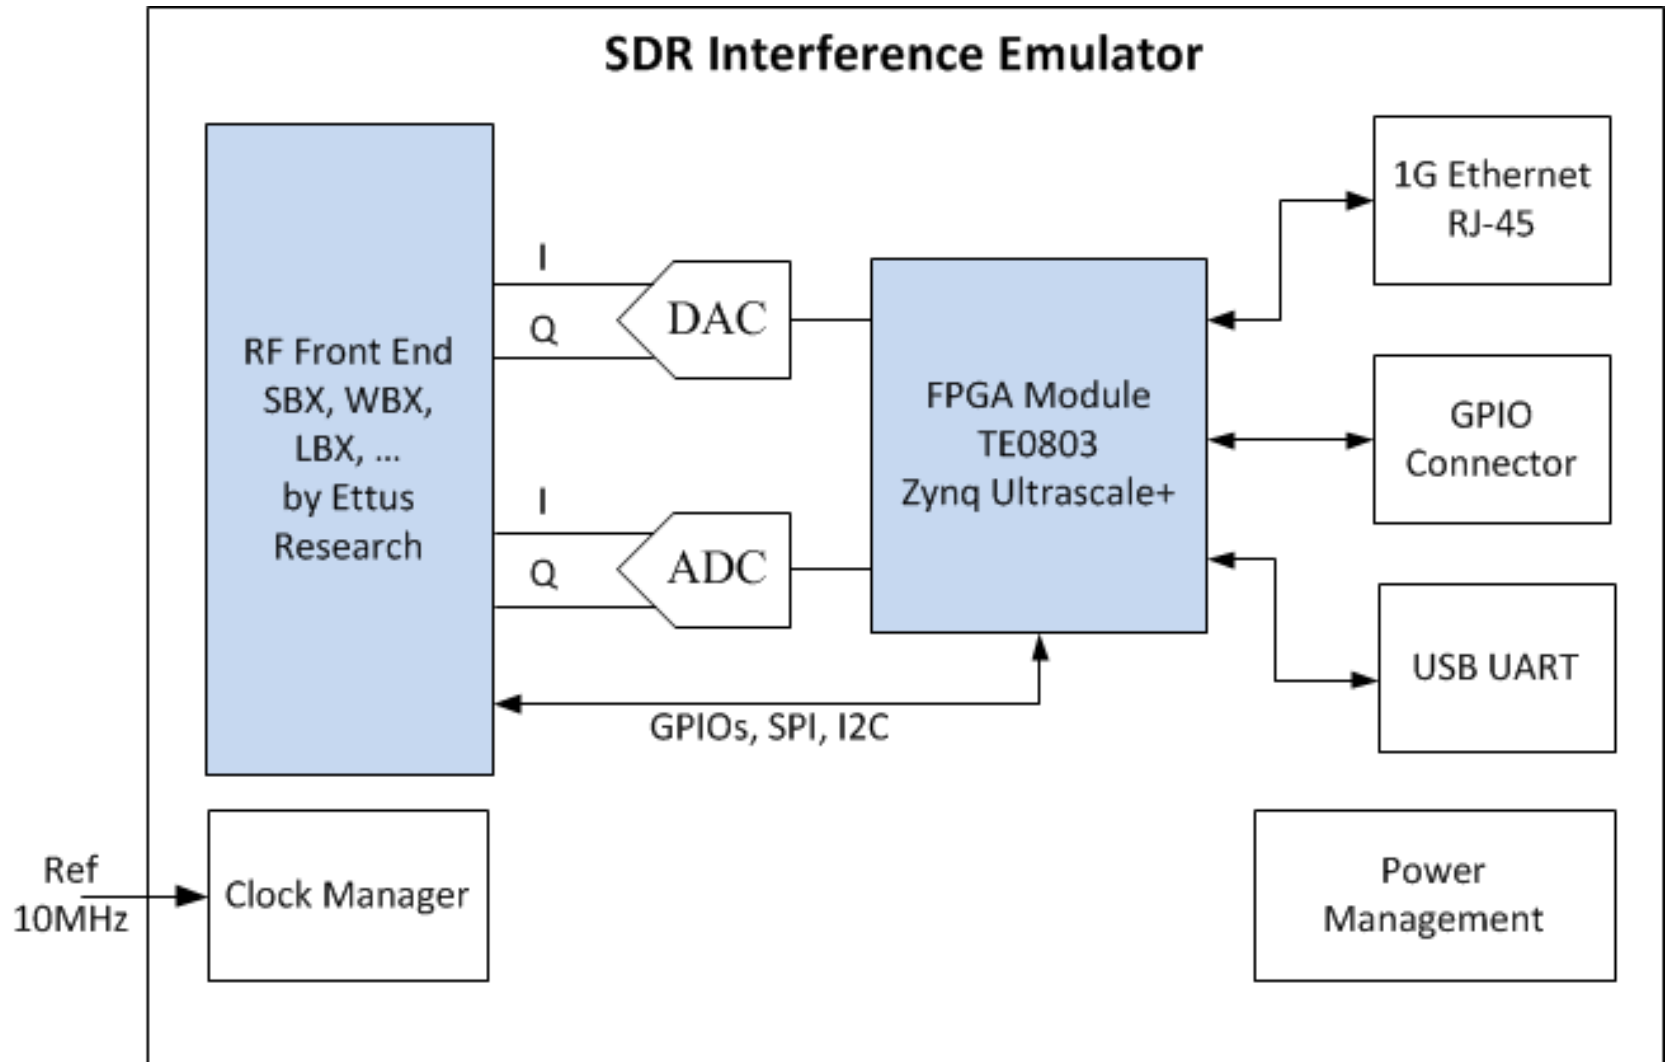 SDR Interference Emulator
RF Front End
SBX, WBX,
LBX, ...
by Ettus
Research
I
Q
DAC
I
Q
ADC
FPGA Module
TE0803
Zynq Ultrascale+
1G Ethernet
RJ-45
GPIO
Connector
USB UART
GPIOs, SPI, I2C
Ref
10MHz
Clock Manager
Power
Management